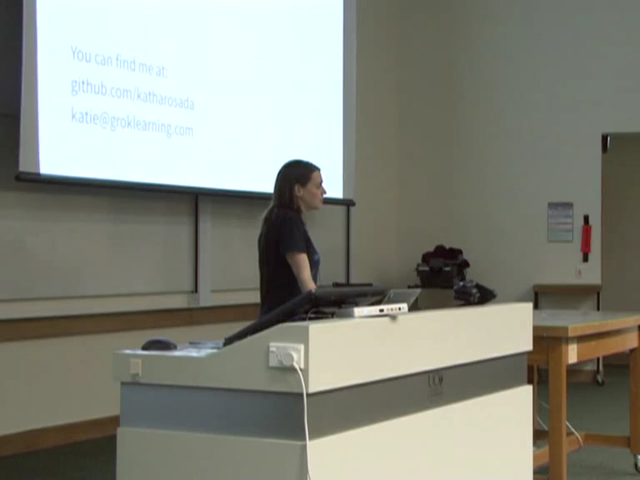 You can find me at:
github.com/katharosada
katie@groklearning.com